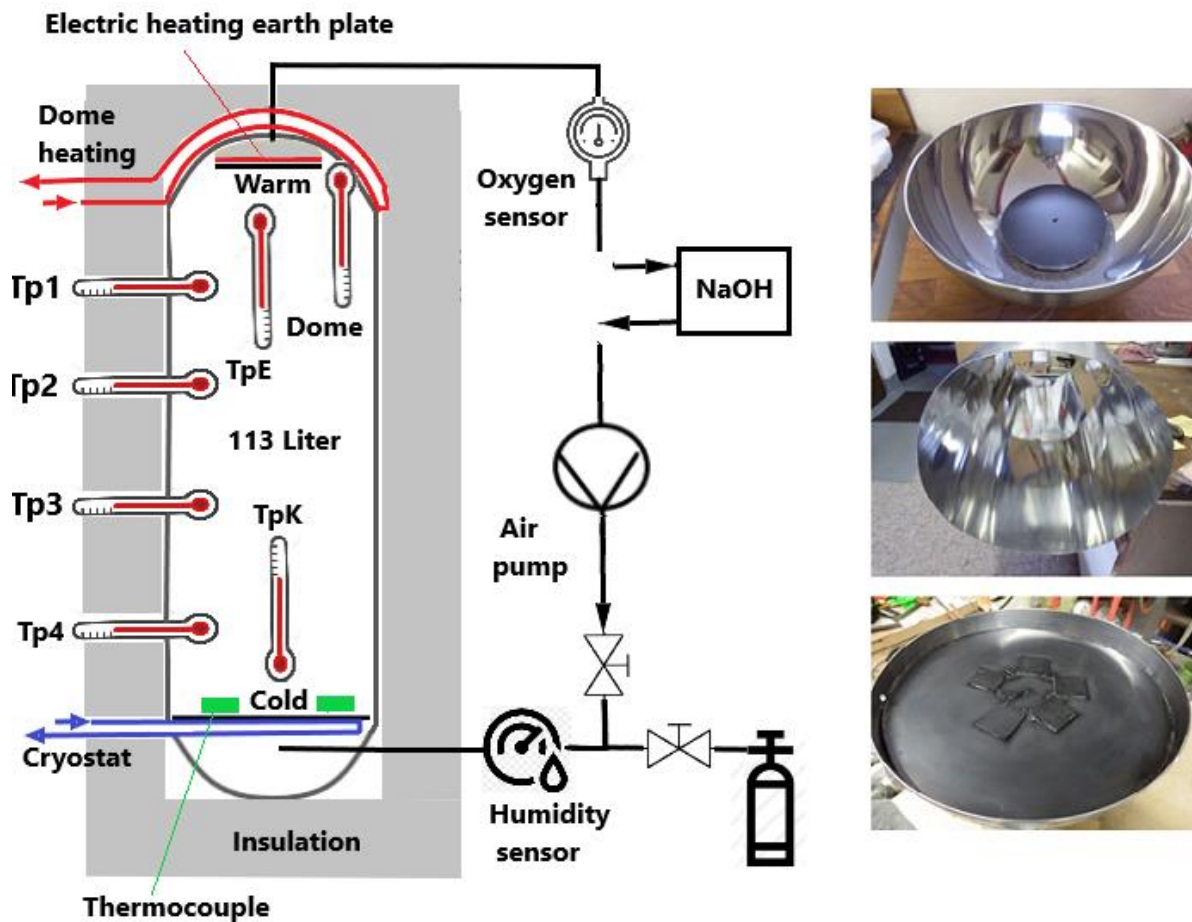 Electric heating earth plate
Dome
heating
Warm
Oxygen
sensor
Tp1
Dome
NaOH
TpE
Tp2
113 Liter
Tp3
TpK
Air
pump
Tp4
Cold
Cryostat
Humidity
sensor
Insulation
Thermocouple